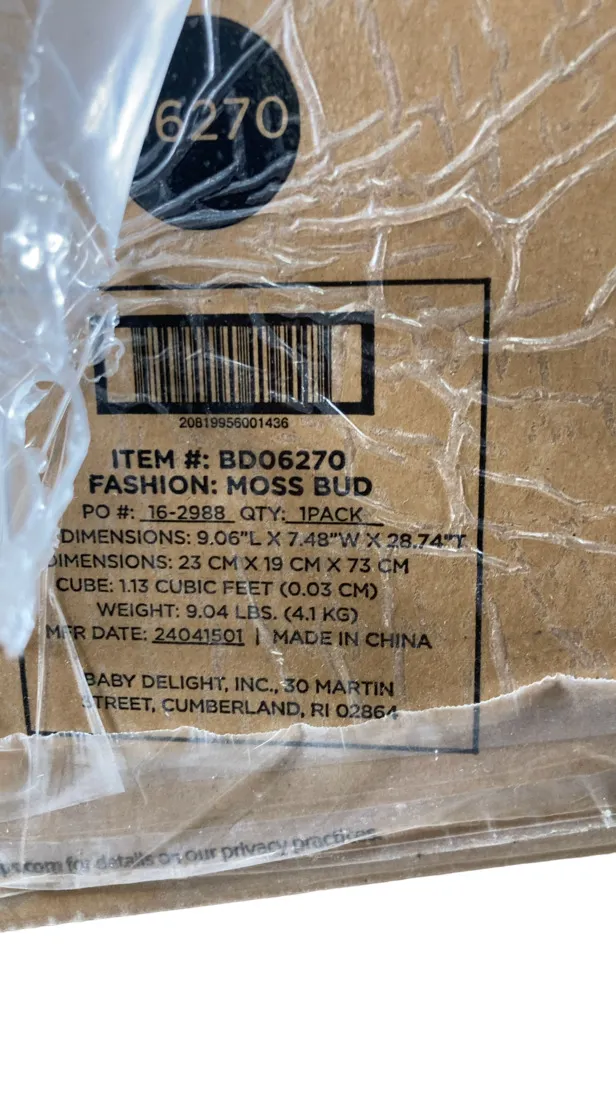 6270
20819956001436
ITEM #: BD06270
FASHION: MOSS BUD
PO #: 16-2988 QTY: 1PACK
DIMENSIONS: 9.06"L X 7.48"W X 28.74"T
DIMENSIONS: 23 CM X 19 CM X 73 CM
CUBE: 1.13 CUBIC FEET (0.03 CM)
WEIGHT: 9.04 LBS. (4.1 KG)
MFR DATE: 24041501 | MADE IN CHINA
BABY DELIGHT, INC., 30 MARTIN
STREET, CUMBERLAND, RI 02864
us.com for details on our privacy practices.